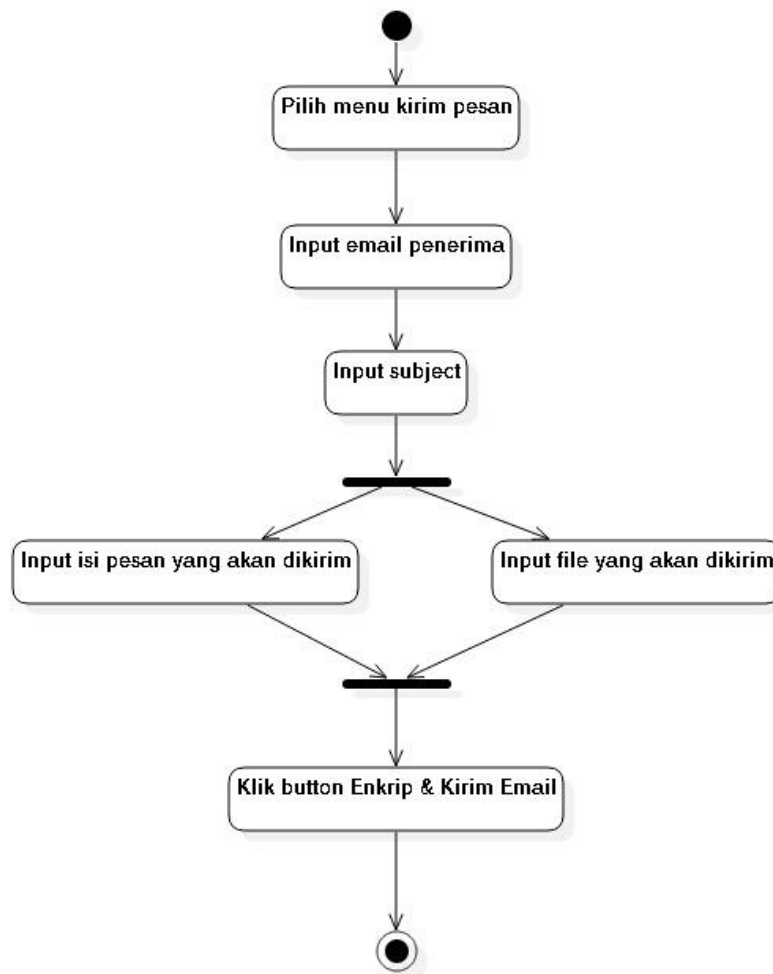 Pilih menu kirim pesan
Input email penerima
Input subject
Input isi pesan yang akan dikirim
Input file yang akan dikirim
Klik button Enkrip & Kirim Email